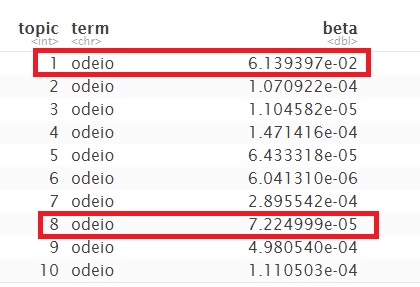 topic term beta
<int> <chr> <dbl>
1 odeio 6.139397e-02
2 odeio 1.070922e-04
3 odeio 1.104582e-05
4 odeio 1.471416e-04
5 odeio 6.433318e-05
6 odeio 6.041310e-06
7 odeio 2.895542e-04
8 odeio 7.224999e-05
9 odeio 4.980540e-04
10 odeio 1.110503e-04